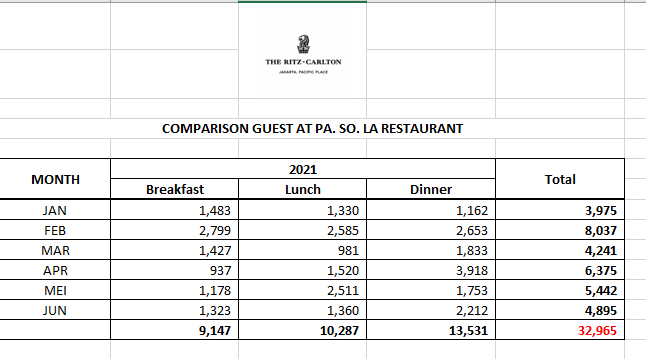 THE RITZ-CARLTON
JAKARTA, PACIFIC PLACE
COMPARISON GUEST AT PA. SO. LA RESTAURANT
MONTH 2021 Total
Breakfast Lunch Dinner
JAN 1,483 1,330 1,162 3,975
FEB 2,799 2,585 2,653 8,037
MAR 1,427 981 1,833 4,241
APR 937 1,520 3,918 6,375
MEI 1,178 2,511 1,753 5,442
JUN 1,323 1,360 2,212 4,895
9,147 10,287 13,531 32,965